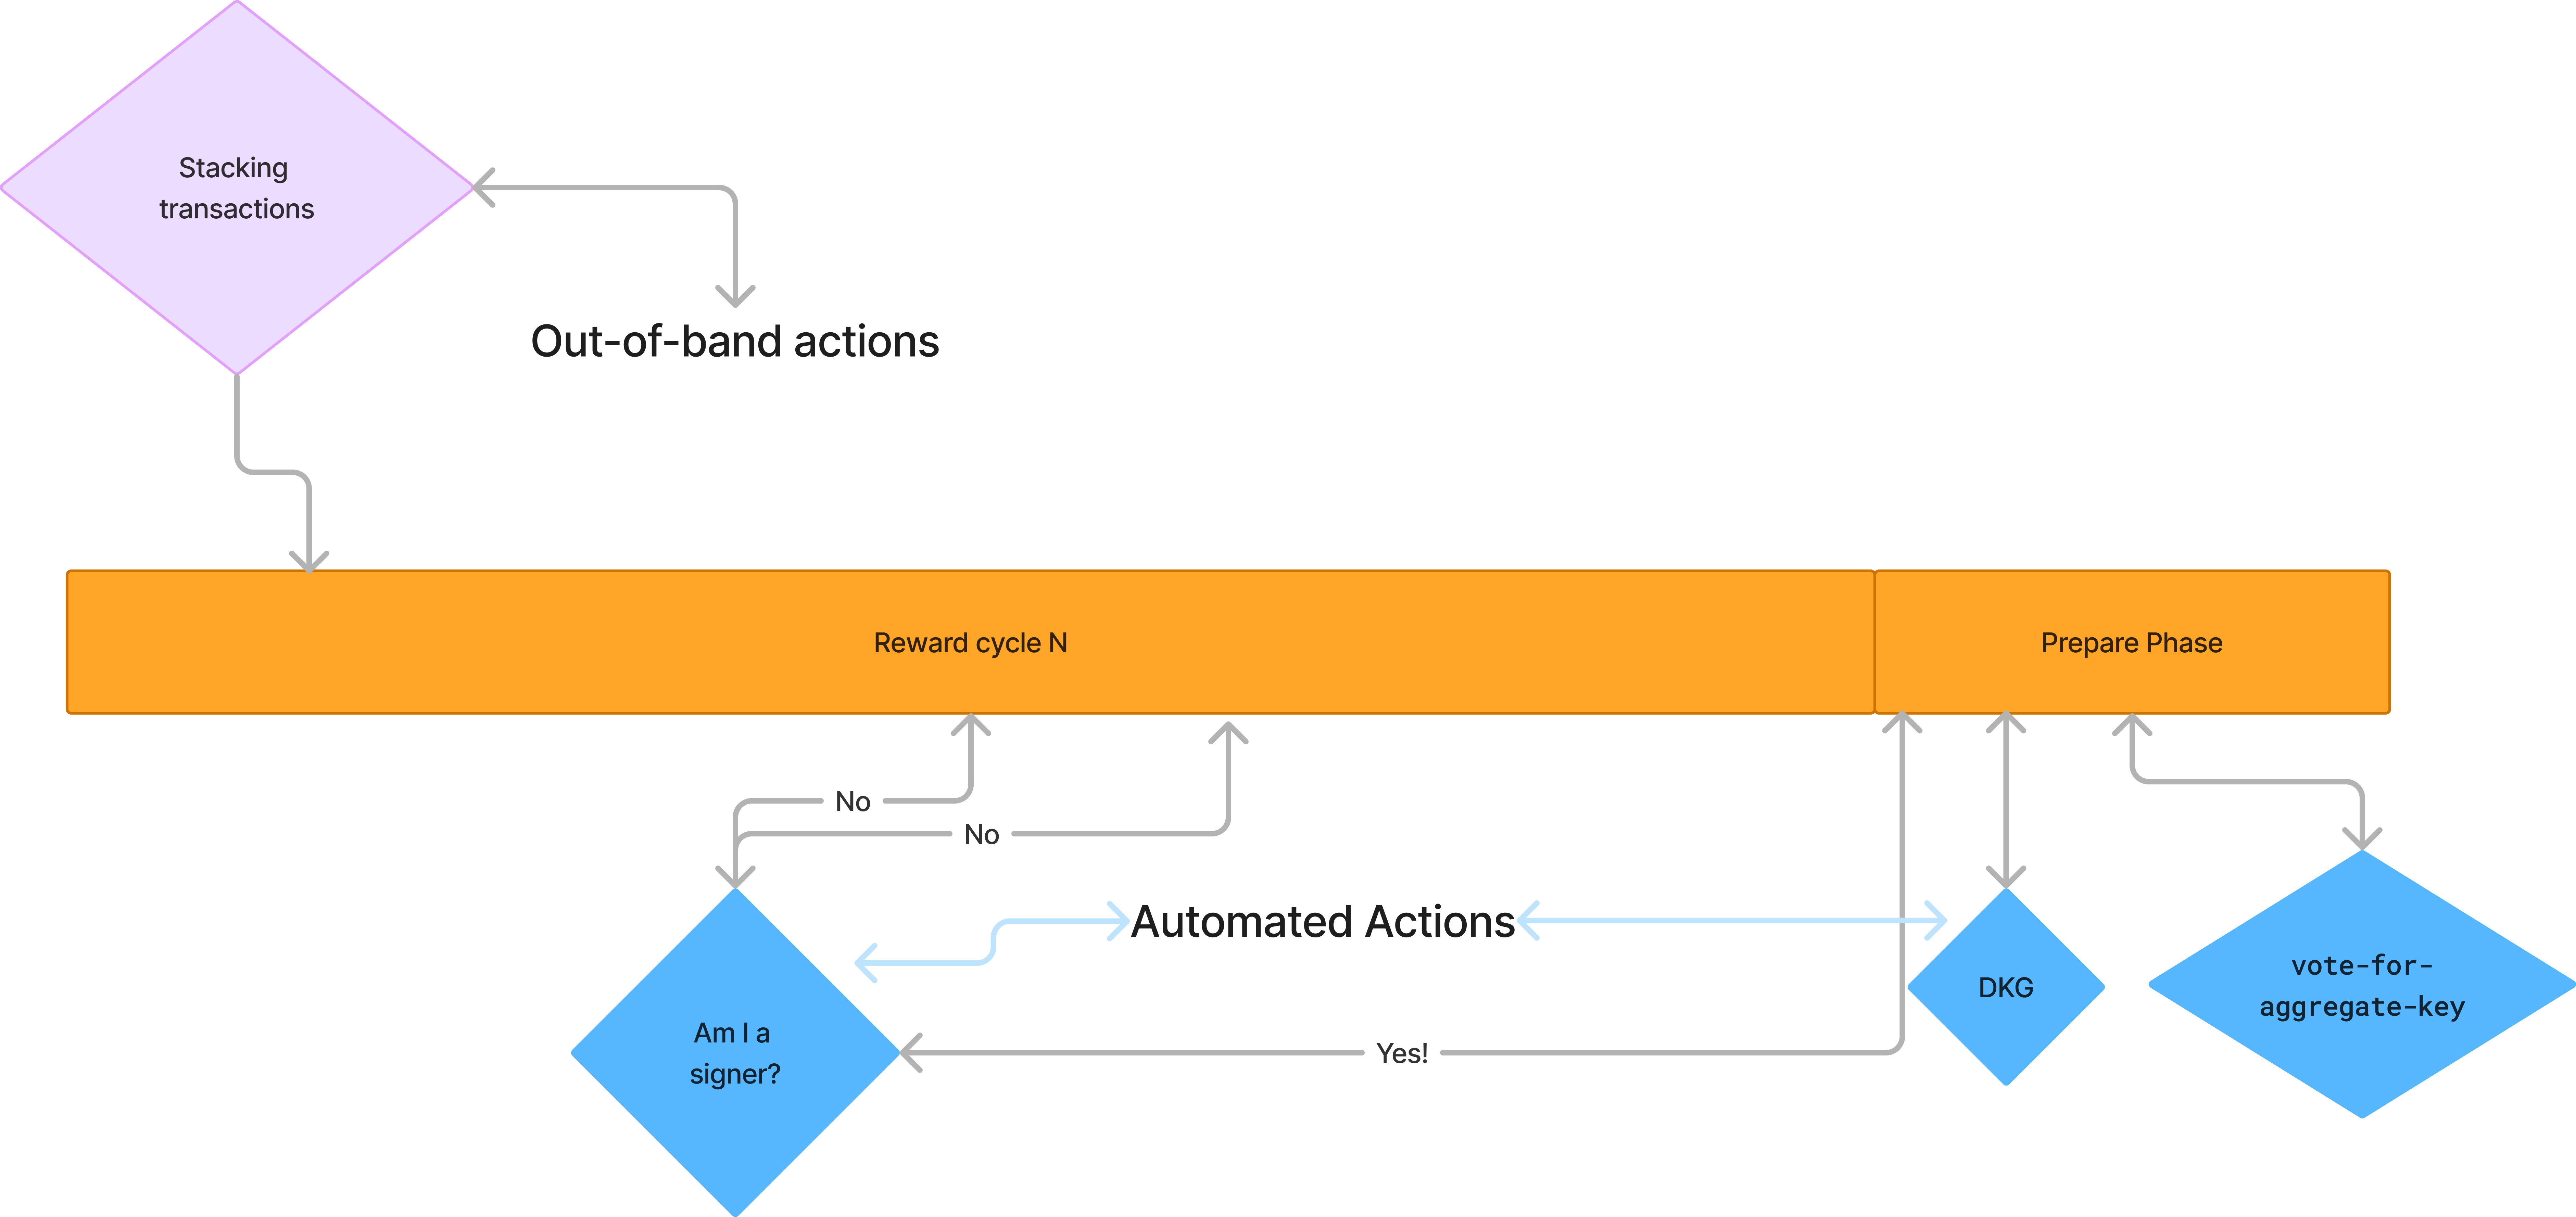 Stacking
transactions
Out-of-band actions
Reward cycle N
Prepare Phase
No
No
Automated Actions
Am I a
signer?
Yes!
DKG
vote-for-
aggregate-key